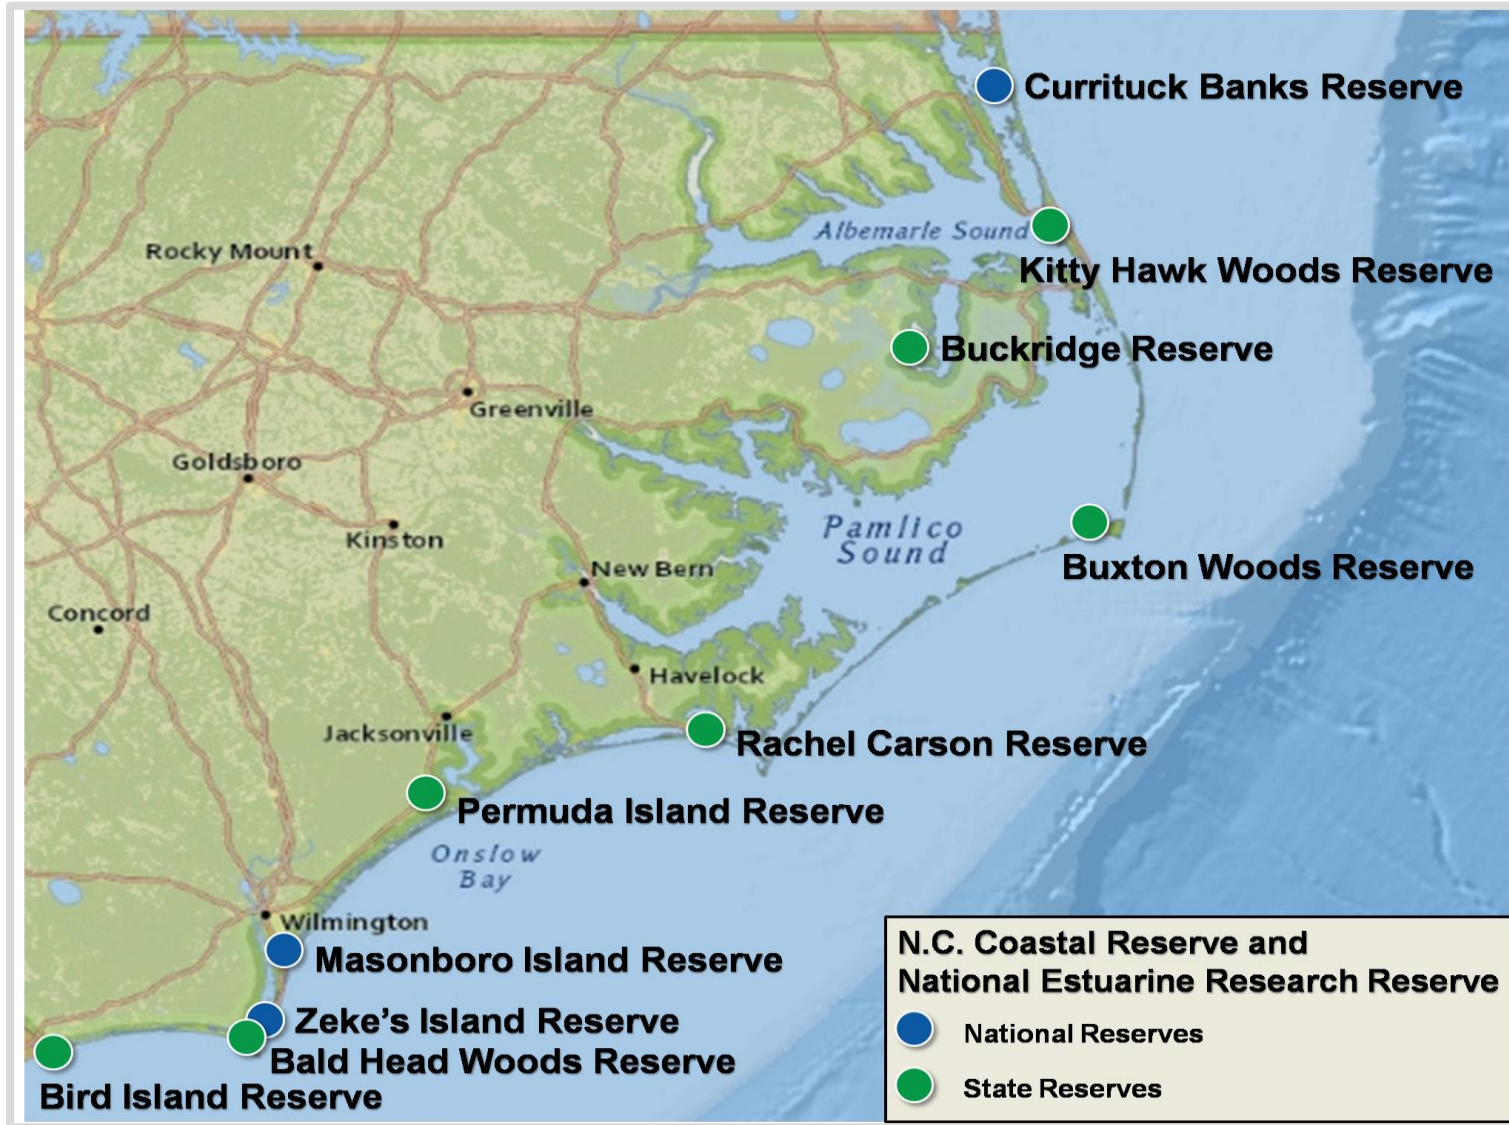 Currituck Banks Reserve
Albemarle Sound
Rocky Mount
Kitty Hawk Woods Reserve
Buckridge Reserve
Greenville
Goldsboro
Pamlico
Sound
Kinston
Buxton Woods Reserve
New Bern
Concord
Havelock
Jacksonville
Rachel Carson Reserve
Permuda Island Reserve
Onslow
Bay
Wilmington
Masonboro Island Reserve
Zeke's Island Reserve
Bald Head Woods Reserve
Bird Island Reserve
N.C. Coastal Reserve and
National Estuarine Research Reserve
National Reserves
State Reserves